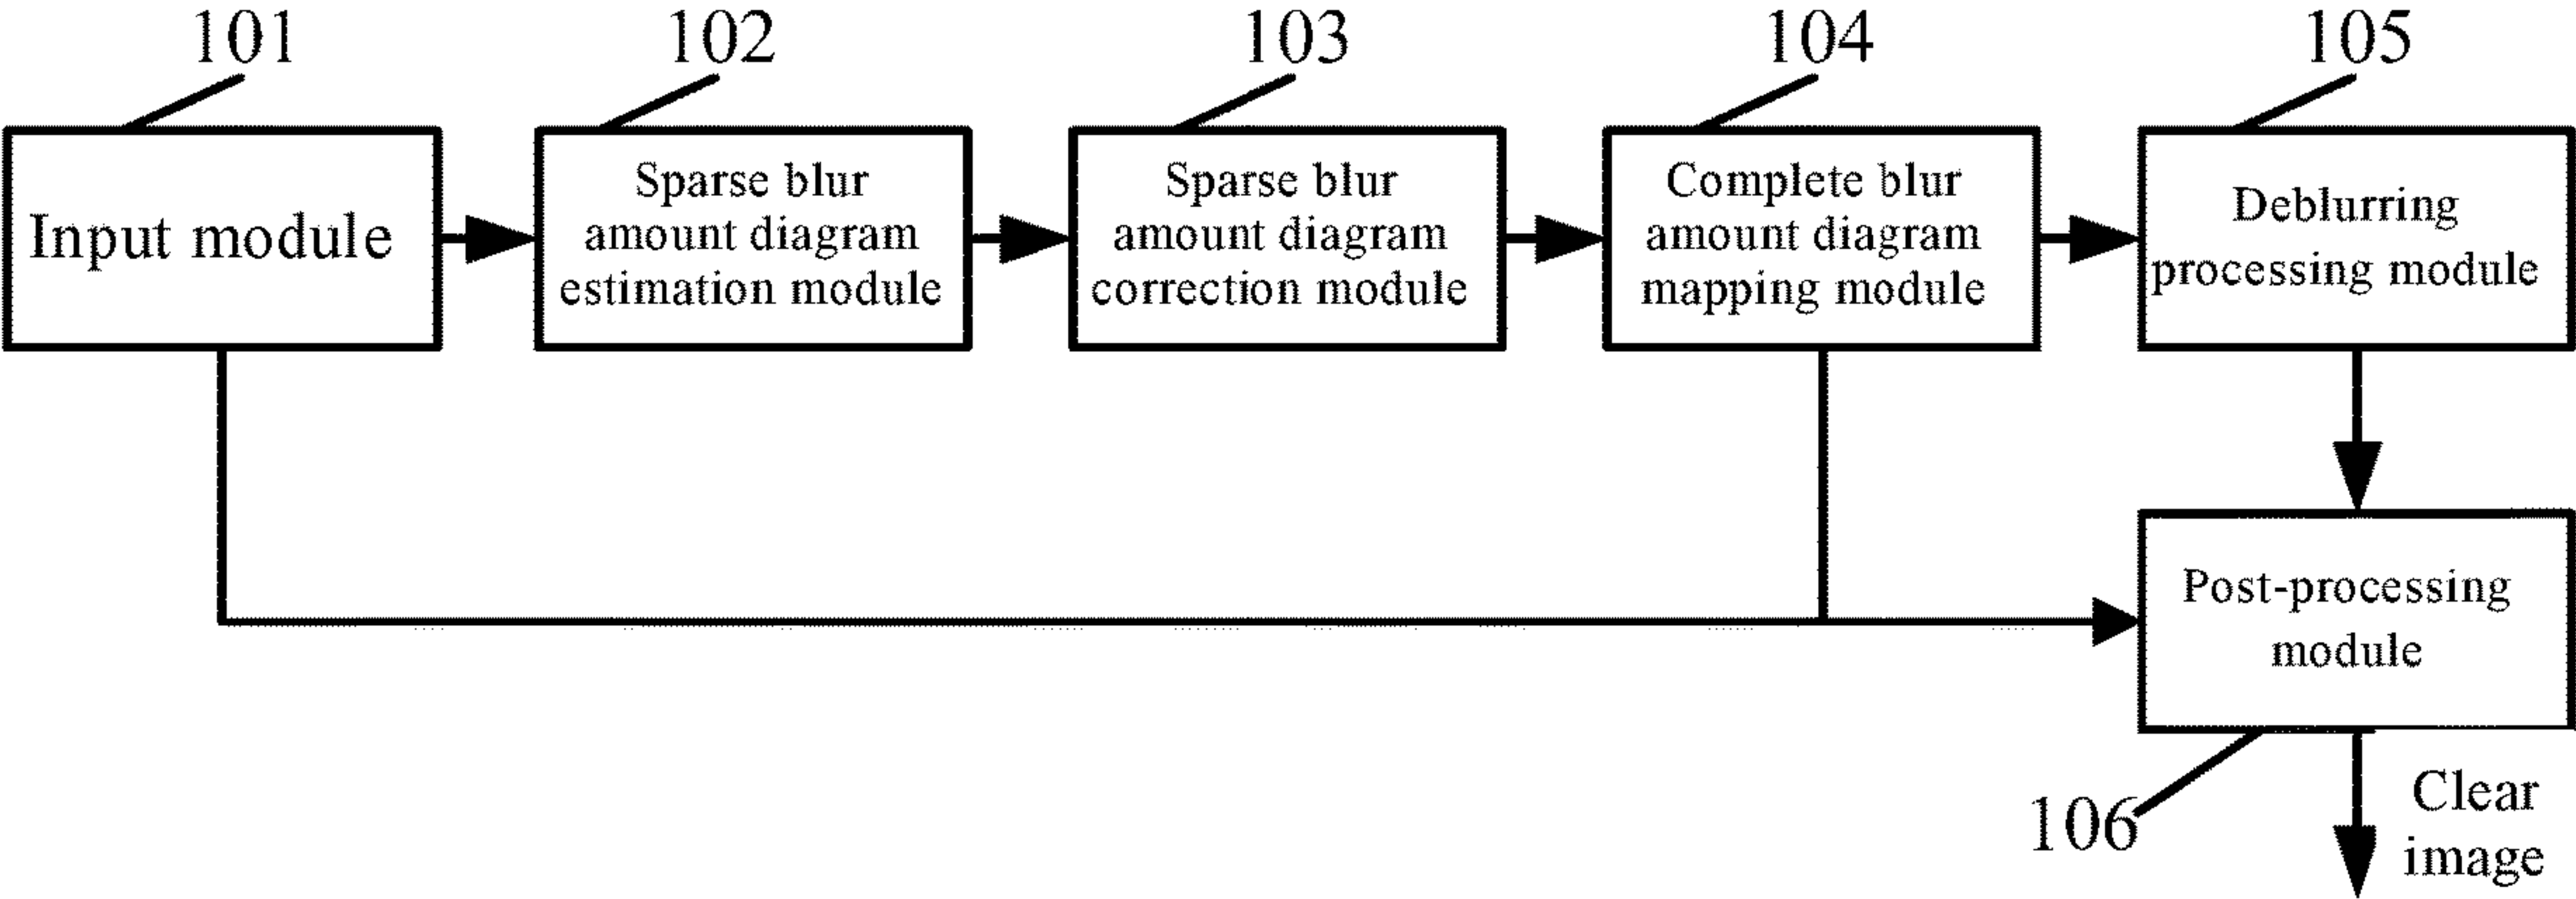 101
102
103
104
105
Input module
Sparse blur
amount diagram
estimation module
Sparse blur
amount diagram
correction module
Complete blur
amount diagram
mapping module
Deblurring
processing module
Post-processing
module
106
Clear
image